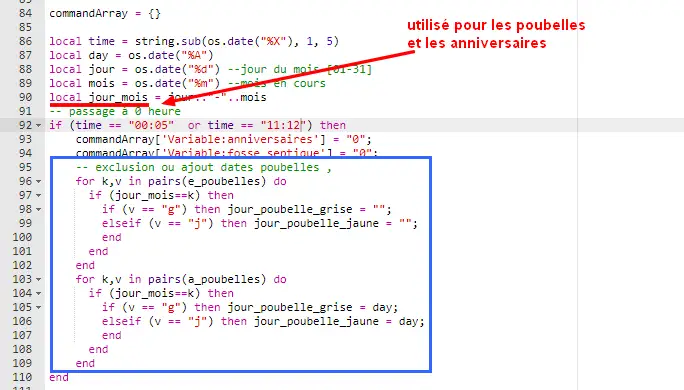 84 commandArray = {}
85
utilisé pour les poubelles
et les anniversaires
86 local time = string.sub(os.date("%X"), 1, 5)
87 local day = os.date("%A")
88 local jour = os.date("%d") --jour du mois [01-31]
89 local mois = os.date("%m") --mois en cours
90 local jour_mois = jour.. "-"..mois
91 -- passage à 0 heure
92 if (time == "00:05" or time == "11:12") then
93 commandArray['Variable:anniversaires'] = "0";
94 commandArray['Variable:fosse_septique'] = "0";
95 -- exclusion ou ajout dates poubelles ,
96 for k,v in pairs(e_poubelles) do
97 if (jour_mois==k) then
98 if (v == "g") then jour_poubelle_grise = "";
99 elseif (v == "j") then jour_poubelle_jaune = "";
100 end
101 end
102 end
103 for k,v in pairs(a_poubelles) do
104 if (jour_mois==k) then
105 if (v == "g") then jour_poubelle_grise = day;
106 elseif (v == "j") then jour_poubelle_jaune = day;
107 end
108 end
109 end
110 end